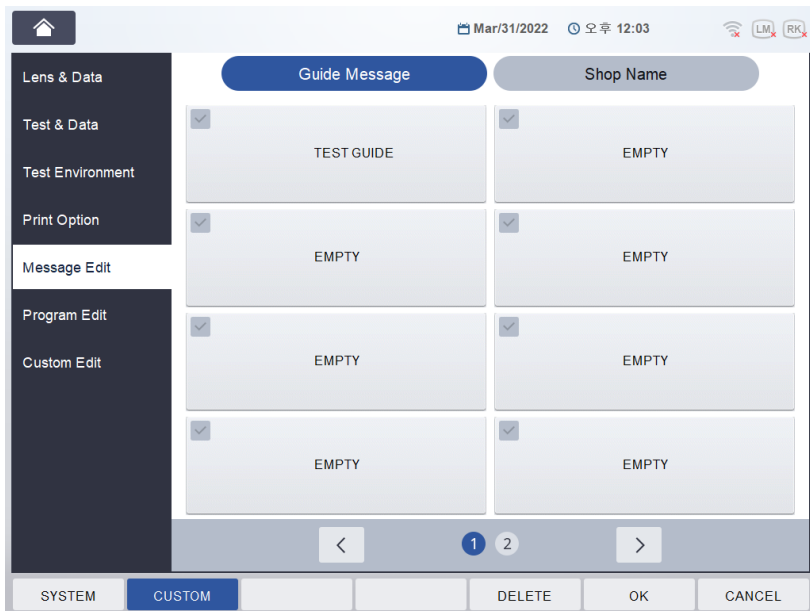 Mar/31/2022 오후 12:03 LM RK
Lens & Data
Test & Data
Test Environment
Print Option
Message Edit
Program Edit
Custom Edit
Guide Message Shop Name
TEST GUIDE EMPTY
EMPTY EMPTY
EMPTY EMPTY
EMPTY EMPTY
< 1 2 >
SYSTEM CUSTOM DELETE OK CANCEL